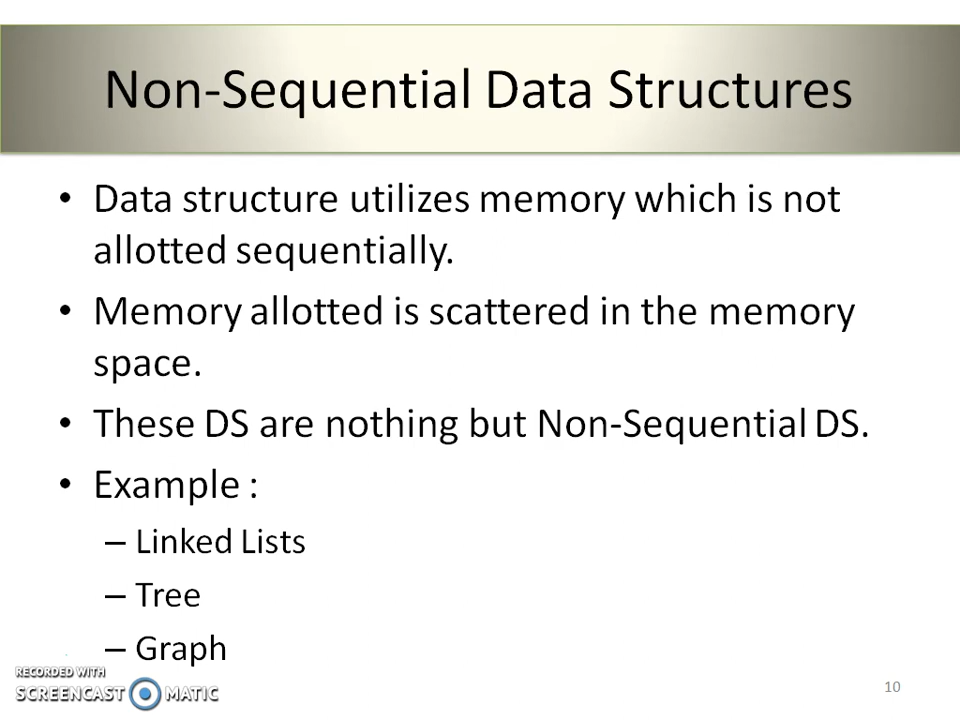 Non-Sequential Data Structures
• Data structure utilizes memory which is not
allotted sequentially.
• Memory allotted is scattered in the memory
space.
• These DS are nothing but Non-Sequential DS.
• Example :
– Linked Lists
– Tree
– Graph
RECORDED WITH
SCREENCAST MATIC
10